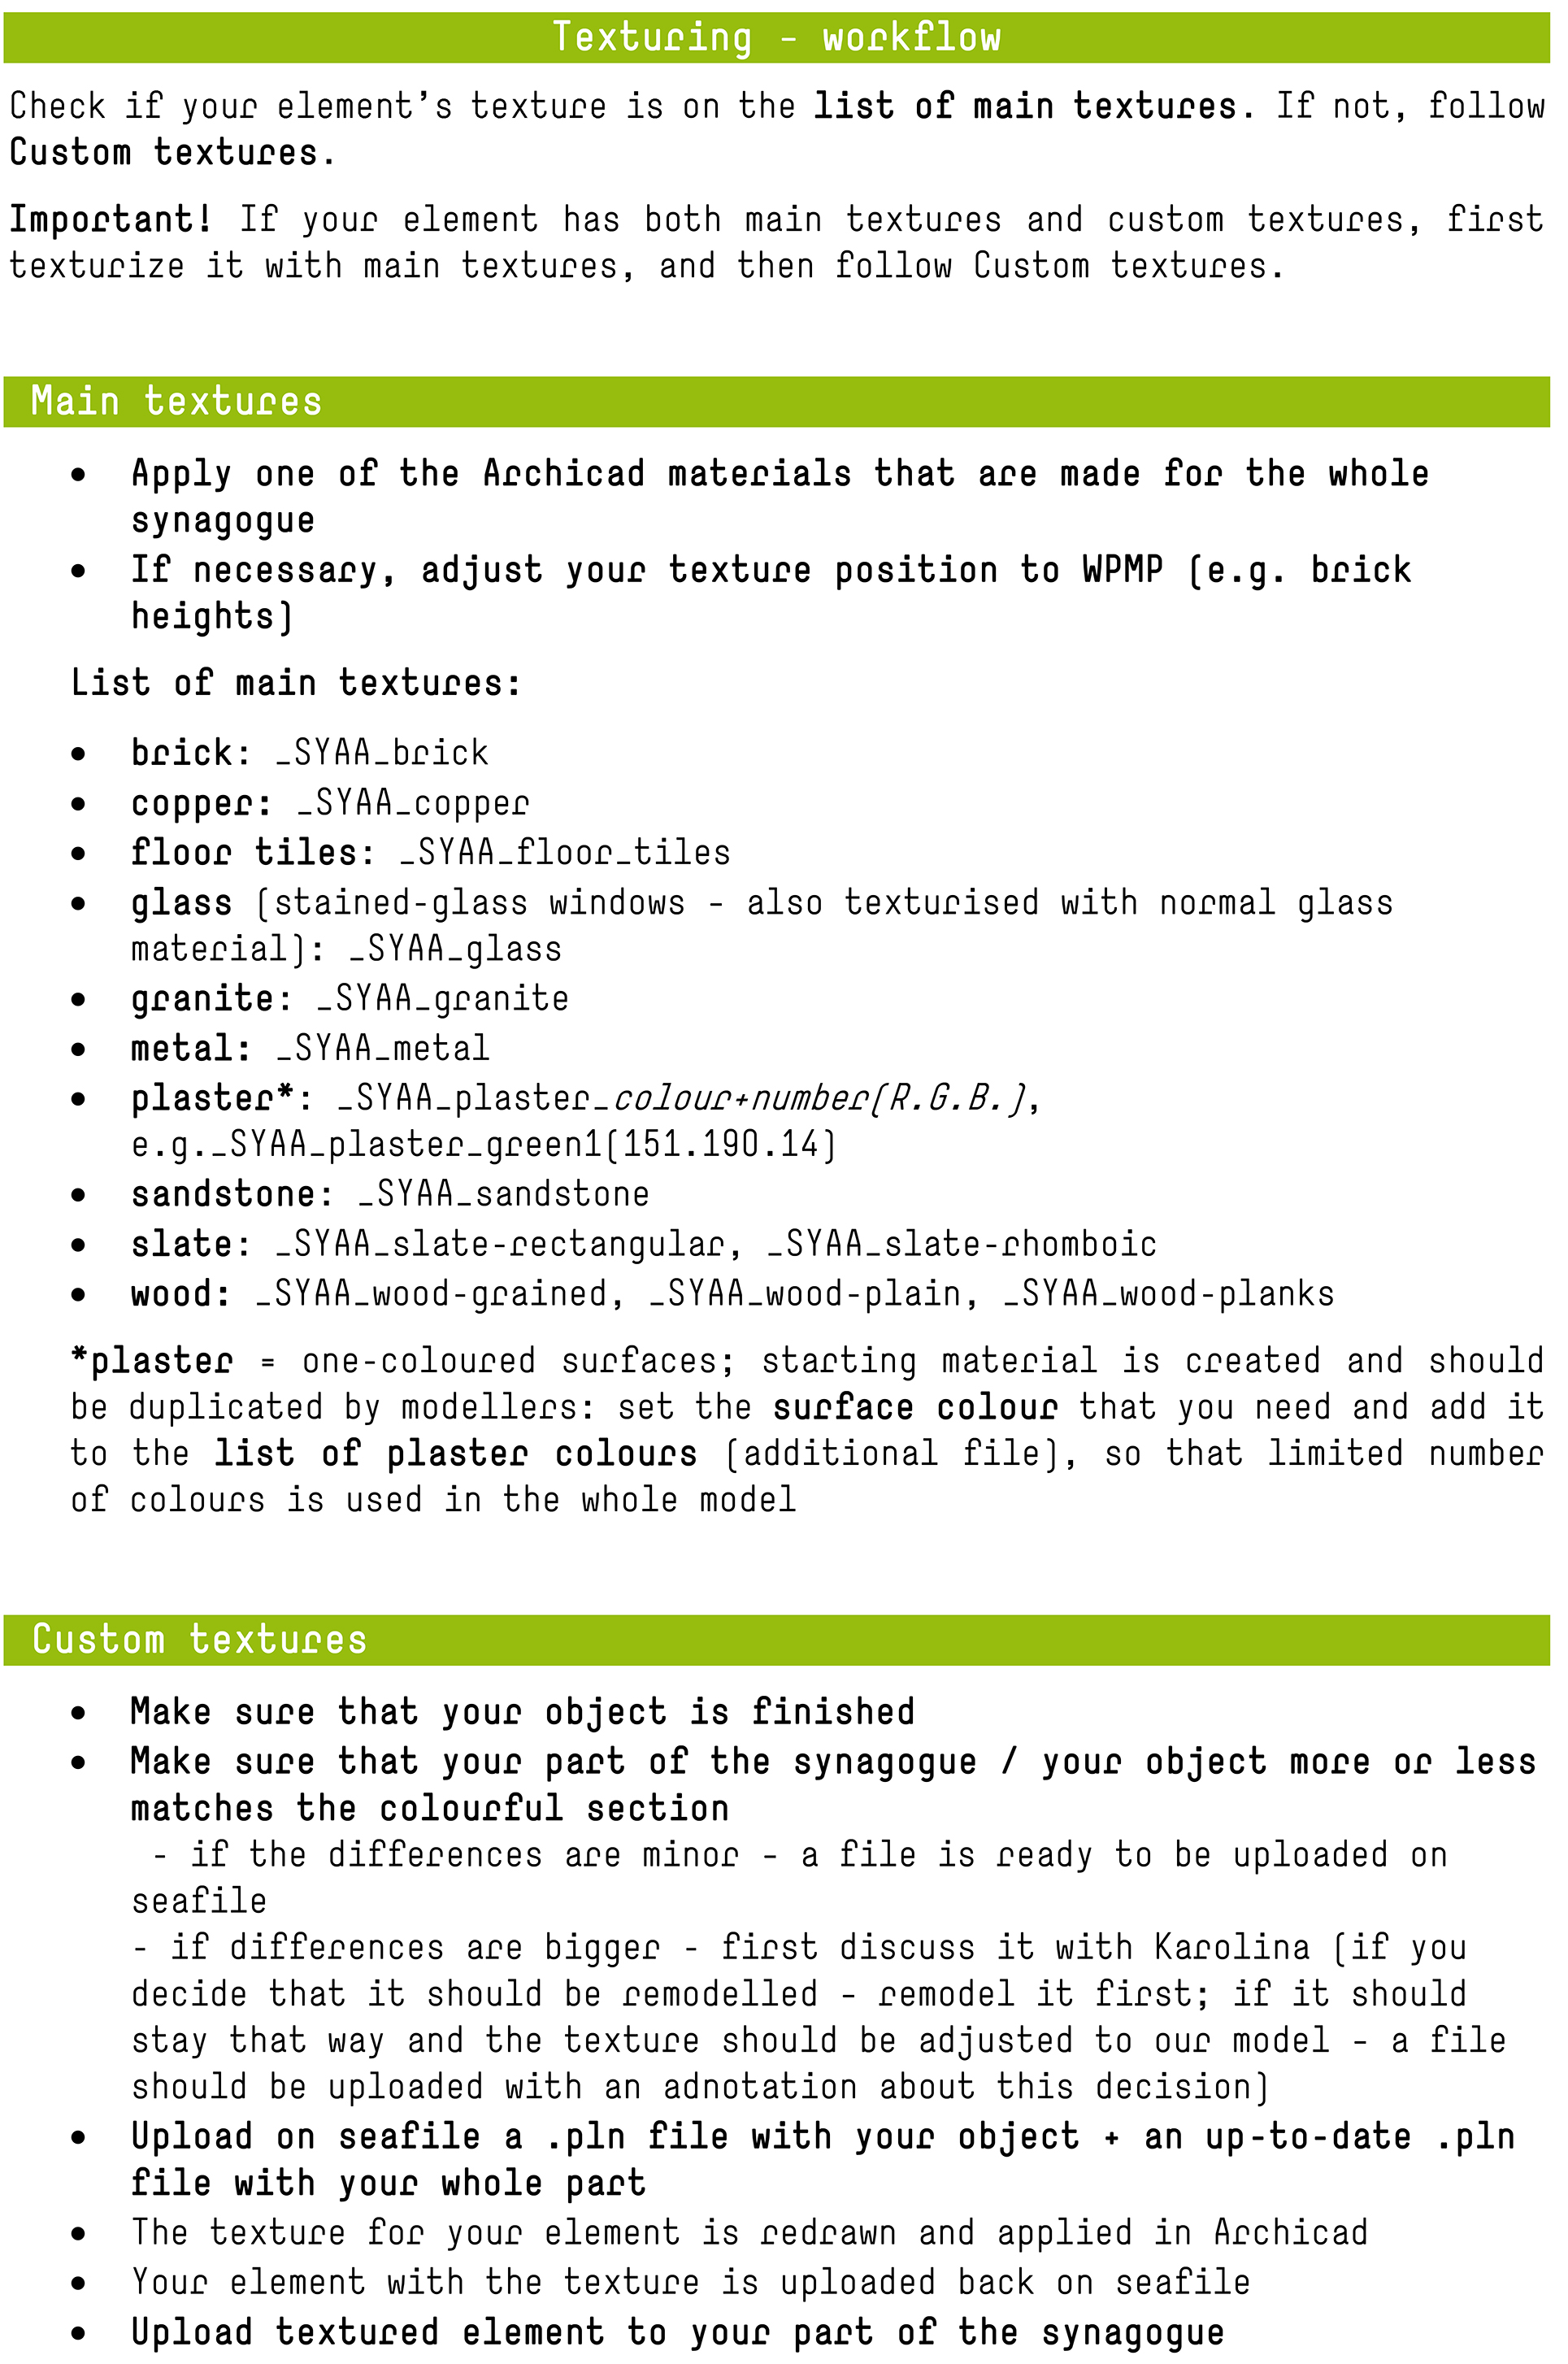 Texturing - workflow
Check if your element's texture is on the list of main textures. If not, follow
Custom textures.
Important! If your element has both main textures and custom textures, first
texturize it with main textures, and then follow Custom textures.
Main textures
• Apply one of the Archicad materials that are made for the whole
synagogue
• If necessary, adjust your texture position to WPMP (e.g. brick
heights)
List of main textures:
• brick: _SYAA_brick
• copper: _SYAA_copper
• floor tiles: _SYAA_floor_tiles
• glass (stained-glass windows - also texturised with normal glass
material): _SYAA_glass
• granite: _SYAA_granite
• metal: _SYAA_metal
• plaster*: _SYAA_plaster_colour+number(R.G.B.),
e.g._SYAA_plaster_green1(151.190.14)
• sandstone: _SYAA_sandstone
• slate: _SYAA_slate-rectangular, _SYAA_slate-rhomboic
• wood: _SYAA_wood-grained, _SYAA_wood-plain, _SYAA_wood-planks
*plaster = one-coloured surfaces; starting material is created and should
be duplicated by modellers: set the surface colour that you need and add it
to the list of plaster colours (additional file), so that limited number
of colours is used in the whole model
Custom textures
• Make sure that your object is finished
• Make sure that your part of the synagogue / your object more or less
matches the colourful section
- if the differences are minor - a file is ready to be uploaded on
seafile
- if differences are bigger - first discuss it with Karolina (if you
decide that it should be remodelled - remodel it first; if it should
stay that way and the texture should be adjusted to our model - a file
should be uploaded with an adnotation about this decision)
• Upload on seafile a .pln file with your object + an up-to-date .pln
file with your whole part
• The texture for your element is redrawn and applied in Archicad
• Your element with the texture is uploaded back on seafile
• Upload textured element to your part of the synagogue